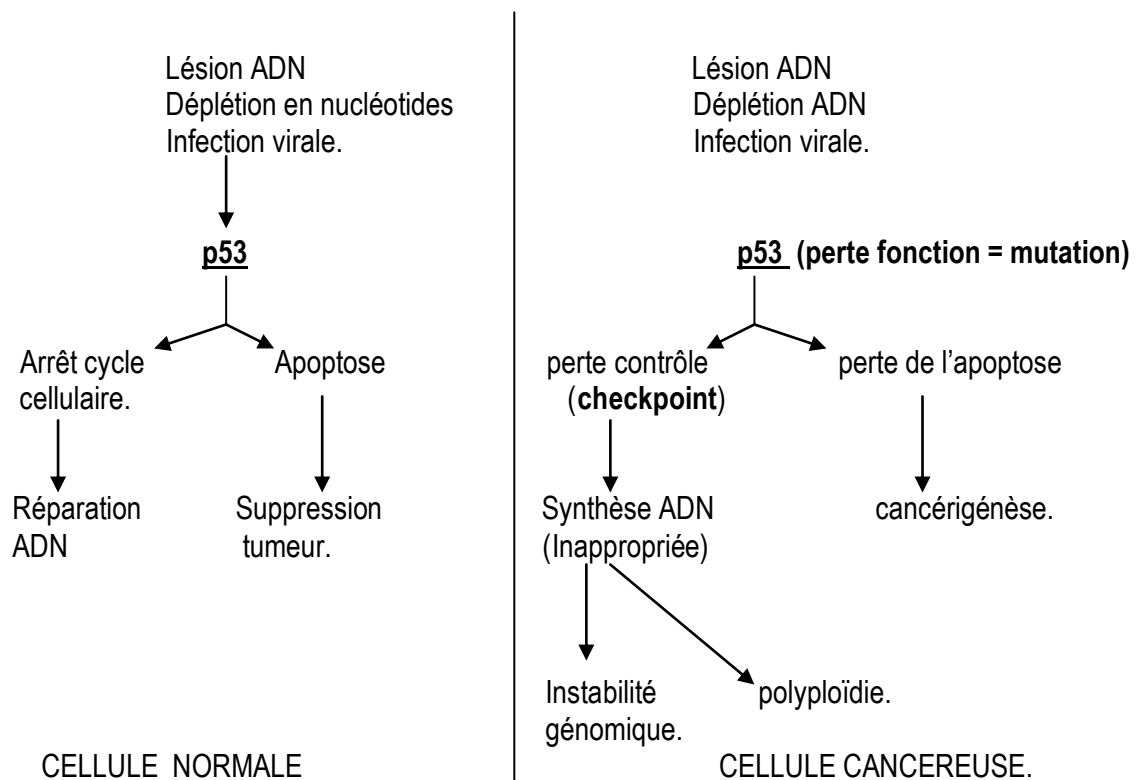 Lésion ADN
Déplétion en nucléotides
Infection virale.
p53
Arrêt cycle
cellulaire.
Apoptose
Réparation
ADN
Suppression
tumeur.
CELLULE NORMALE
Lésion ADN
Déplétion ADN
Infection virale.
p53 (perte fonction = mutation)
perte contrôle
(checkpoint)
perte de l'apoptose
Synthèse ADN
(Inappropriée)
cancérigénèse.
Instabilité
génomique.
polyploïdie.
CELLULE CANCEREUSE.